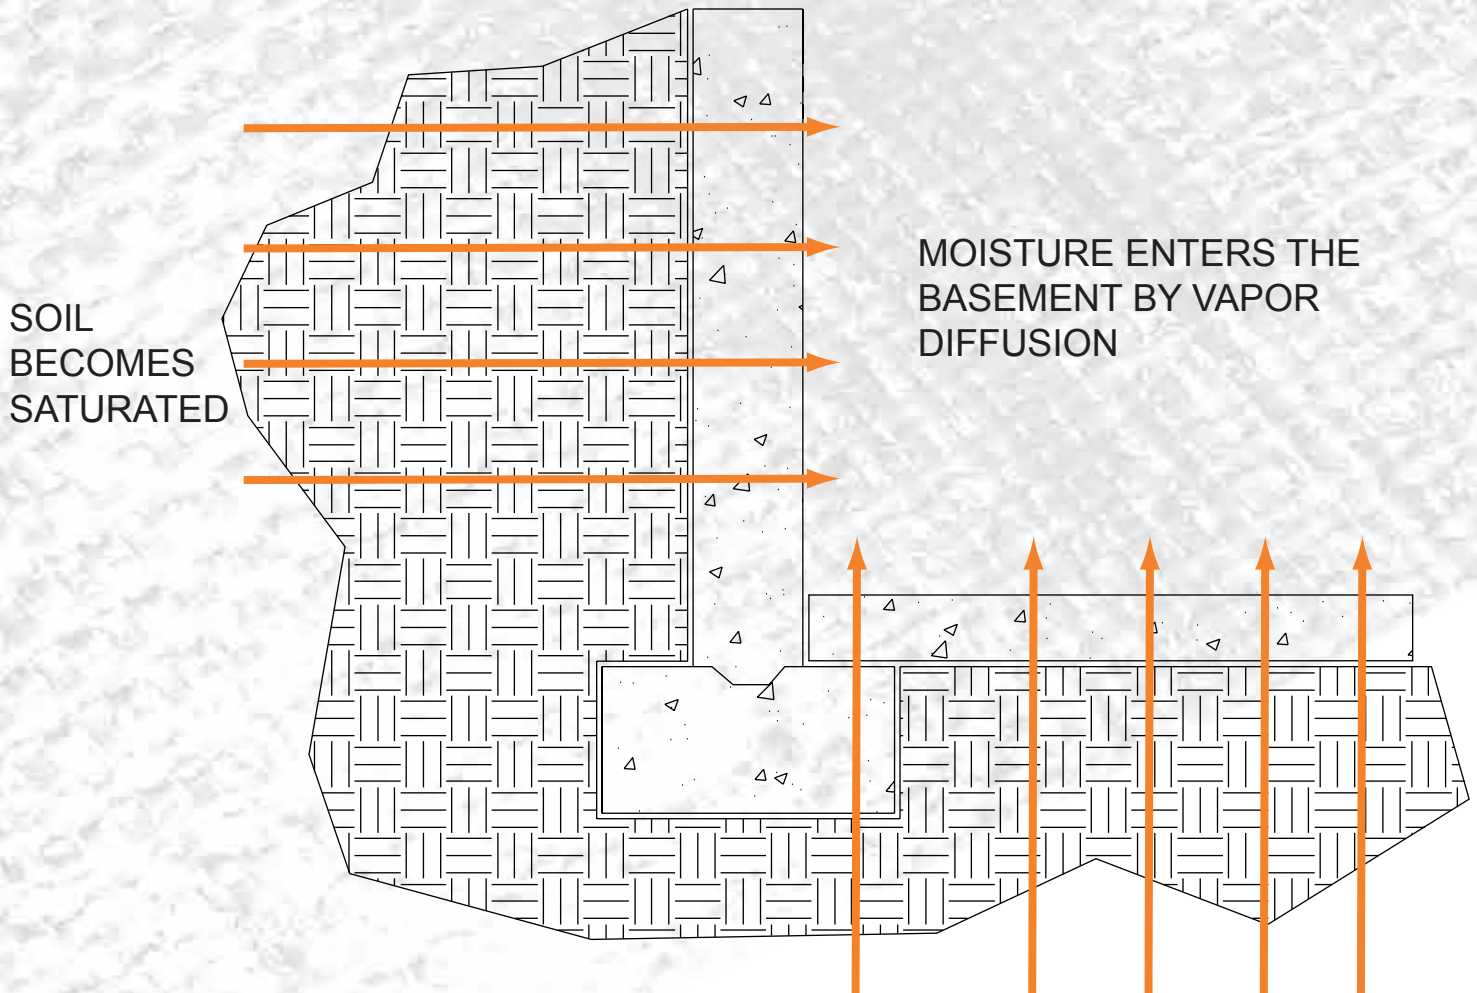 SOIL
BECOMES
SATURATED
MOISTURE ENTERS THE
BASEMENT BY VAPOR
DIFFUSION